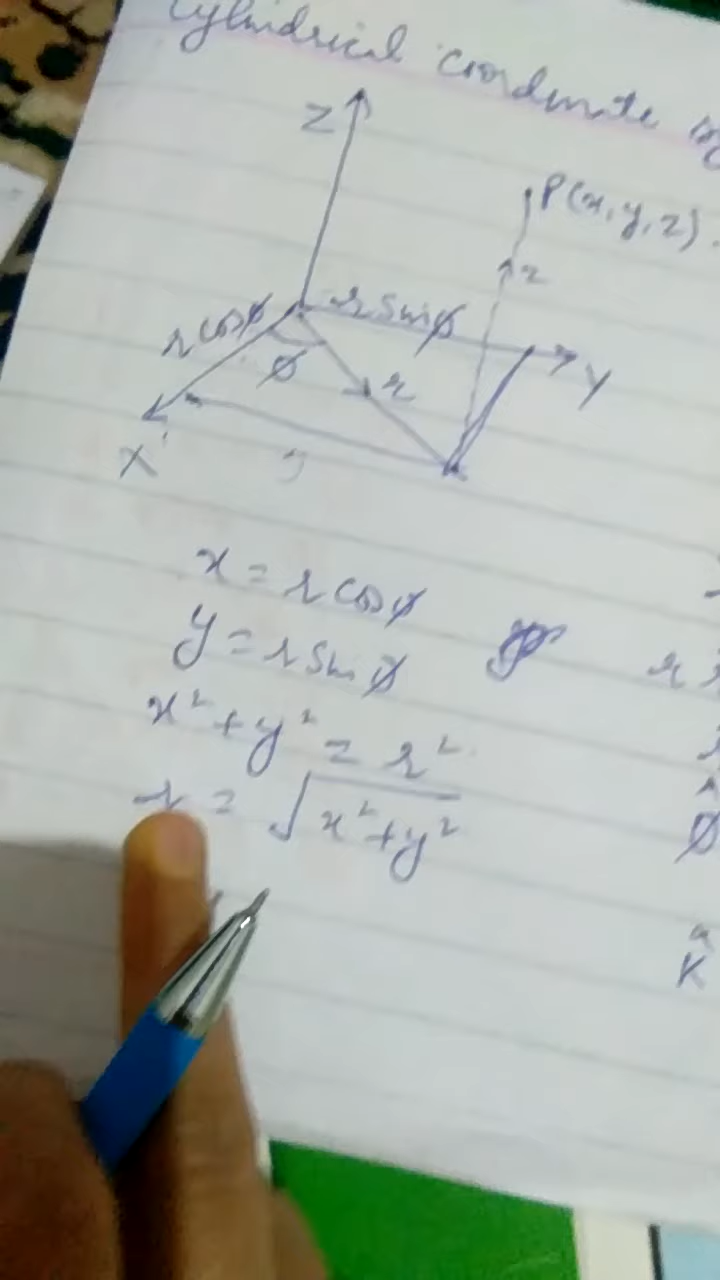 Cylindrical coordinate
Z
P(x, y, z).
z
r cosφ
r sinφ
φ
r
Y
X
x = r cosφ
y = r sinφ
x² + y² = r²
r = √x²+y²
r
φ
K